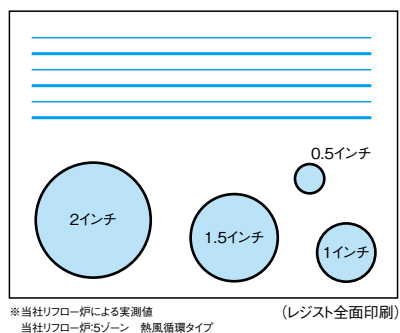 0.5インチ
2インチ
1.5インチ
1インチ
※当社リフロー炉による実測値
(レジスト全面印刷)
当社リフロー炉:5ゾーン 熱風循環タイプ